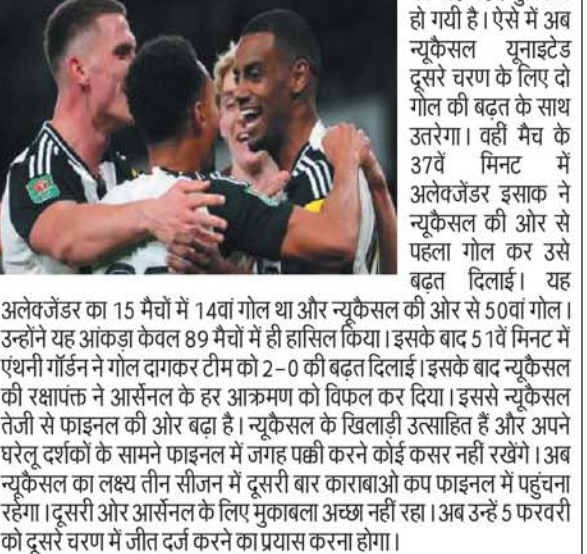 हो गयी है। ऐसे में अब
न्यूकैसल यूनाइटेड
दूसरे चरण के लिए दो
गोल की बढ़त के साथ
उतरेगा। वहीं मैच के
37वें मिनट में
अलेक्जेंडर इसाक ने
न्यूकैसल की ओर से
पहला गोल कर उसे
बढ़त दिलाई। यह
अलेक्जेंडर का 15 मैचों में 14वां गोल था और न्यूकैसल की ओर से 50वां गोल।
उन्होंने यह आंकड़ा केवल 89 मैचों में ही हासिल किया। इसके बाद 51वें मिनट में
एंथनी गॉर्डन ने गोल दागकर टीम को 2-0 की बढ़त दिलाई। इसके बाद न्यूकैसल
की रक्षापंक्त ने आर्सेनल के हर आक्रमण को विफल कर दिया। इससे न्यूकैसल
तेजी से फाइनल की ओर बढ़ा है। न्यूकैसल के खिलाड़ी उत्साहित हैं और अपने
घरेलू दर्शकों के सामने फाइनल में जगह पक्की करने कोई कसर नहीं रखेंगे। अब
न्यूकैसल का लक्ष्य तीन सीजन में दूसरी बार काराबाओ कप फाइनल में पहुंचना
रहेगा। दूसरी ओर आर्सेनल के लिए मुकाबला अच्छा नहीं रहा। अब उन्हें 5 फरवरी
को दूसरे चरण में जीत दर्ज करने का प्रयास करना होगा।